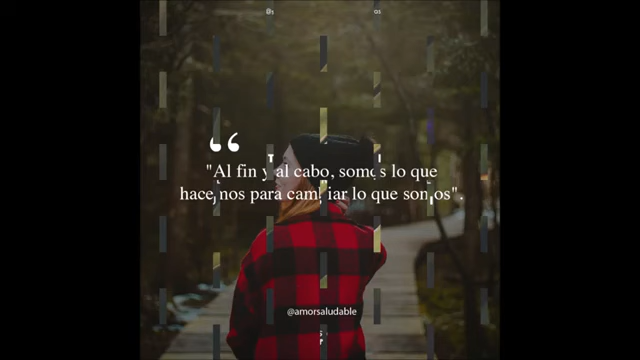 "Al fin y al cabo, somos lo que
hacemos para cambiar lo que somos".
@amorsaludable